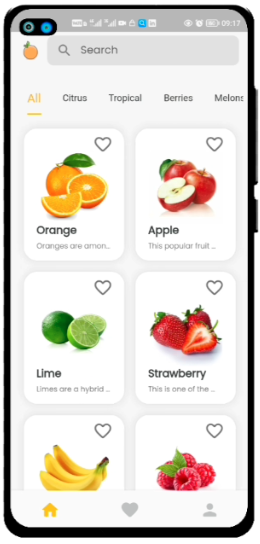 09:17
Search
All Citrus Tropical Berries Melons
Orange Apple
Oranges are amon... This popular fruit ...
Lime Strawberry
Limes are a hybrid ... This is one of the ...